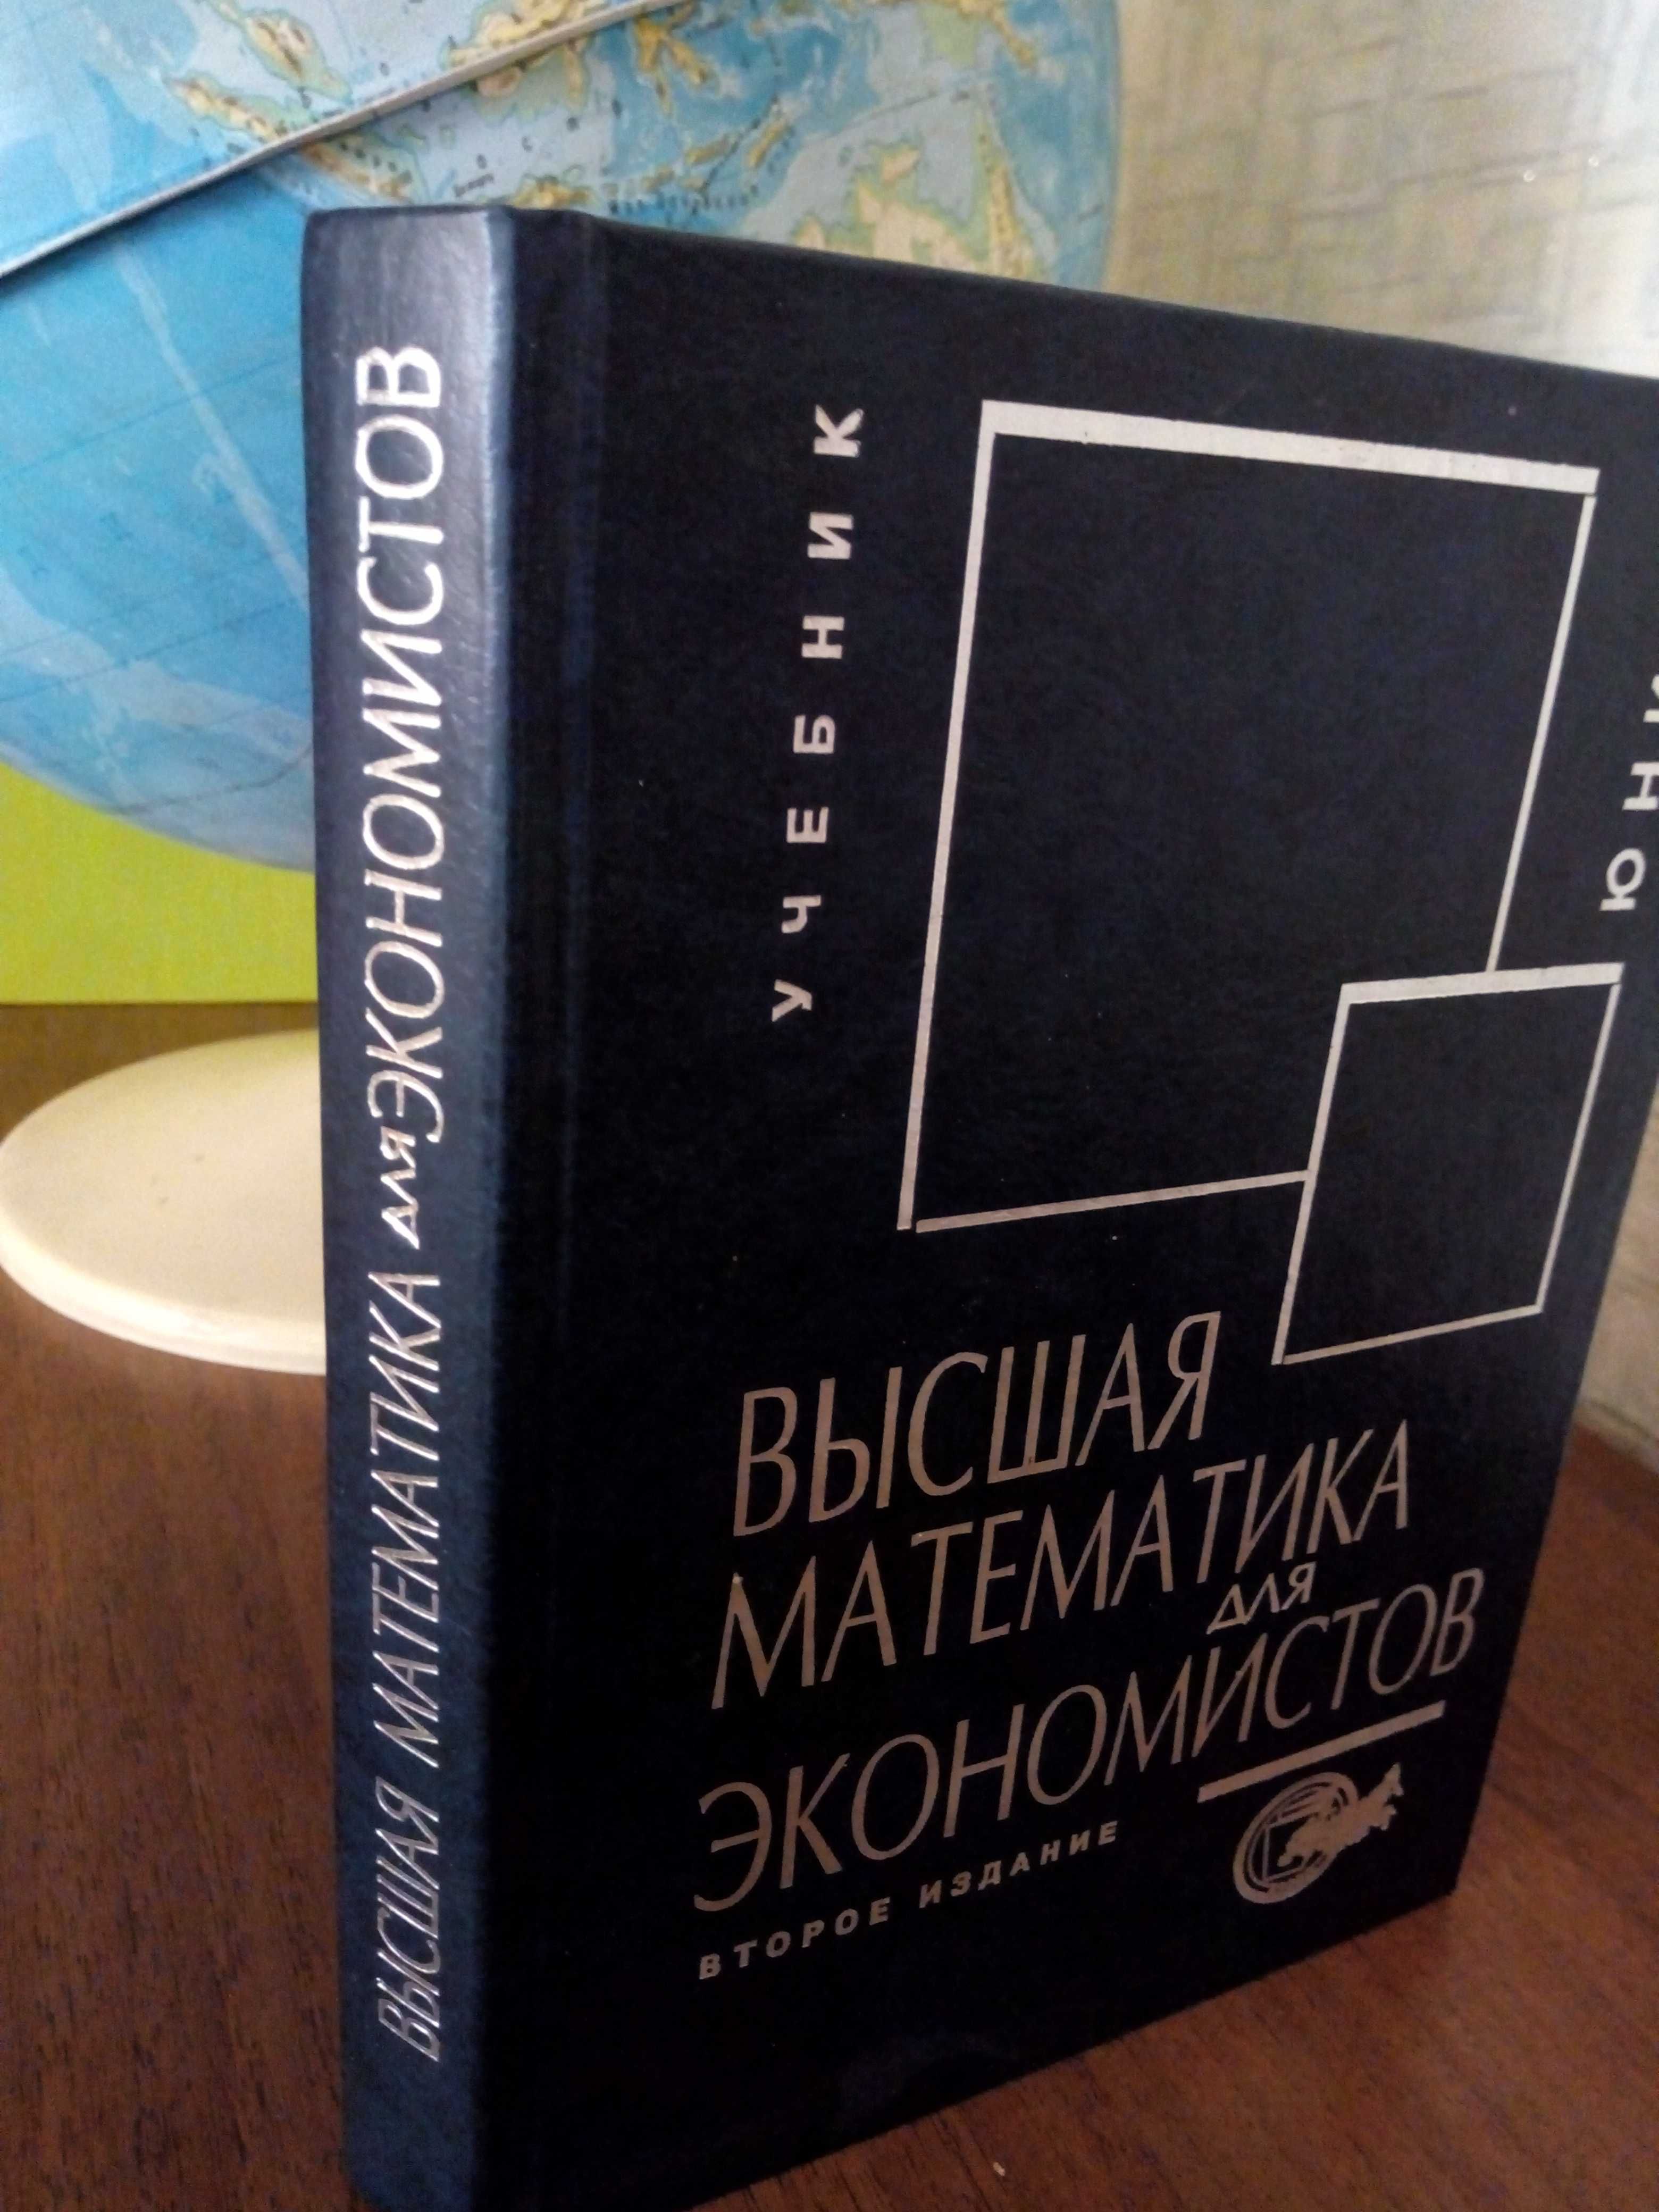 ВЫСШАЯ МАТЕМАТИКА ДЛЯ ЭКОНОМИСТОВ
УЧЕБНИК
ВЫСШАЯ
МАТЕМАТИКА
ДЛЯ
ЭКОНОМИСТОВ
ВТОРОЕ ИЗДАНИЕ